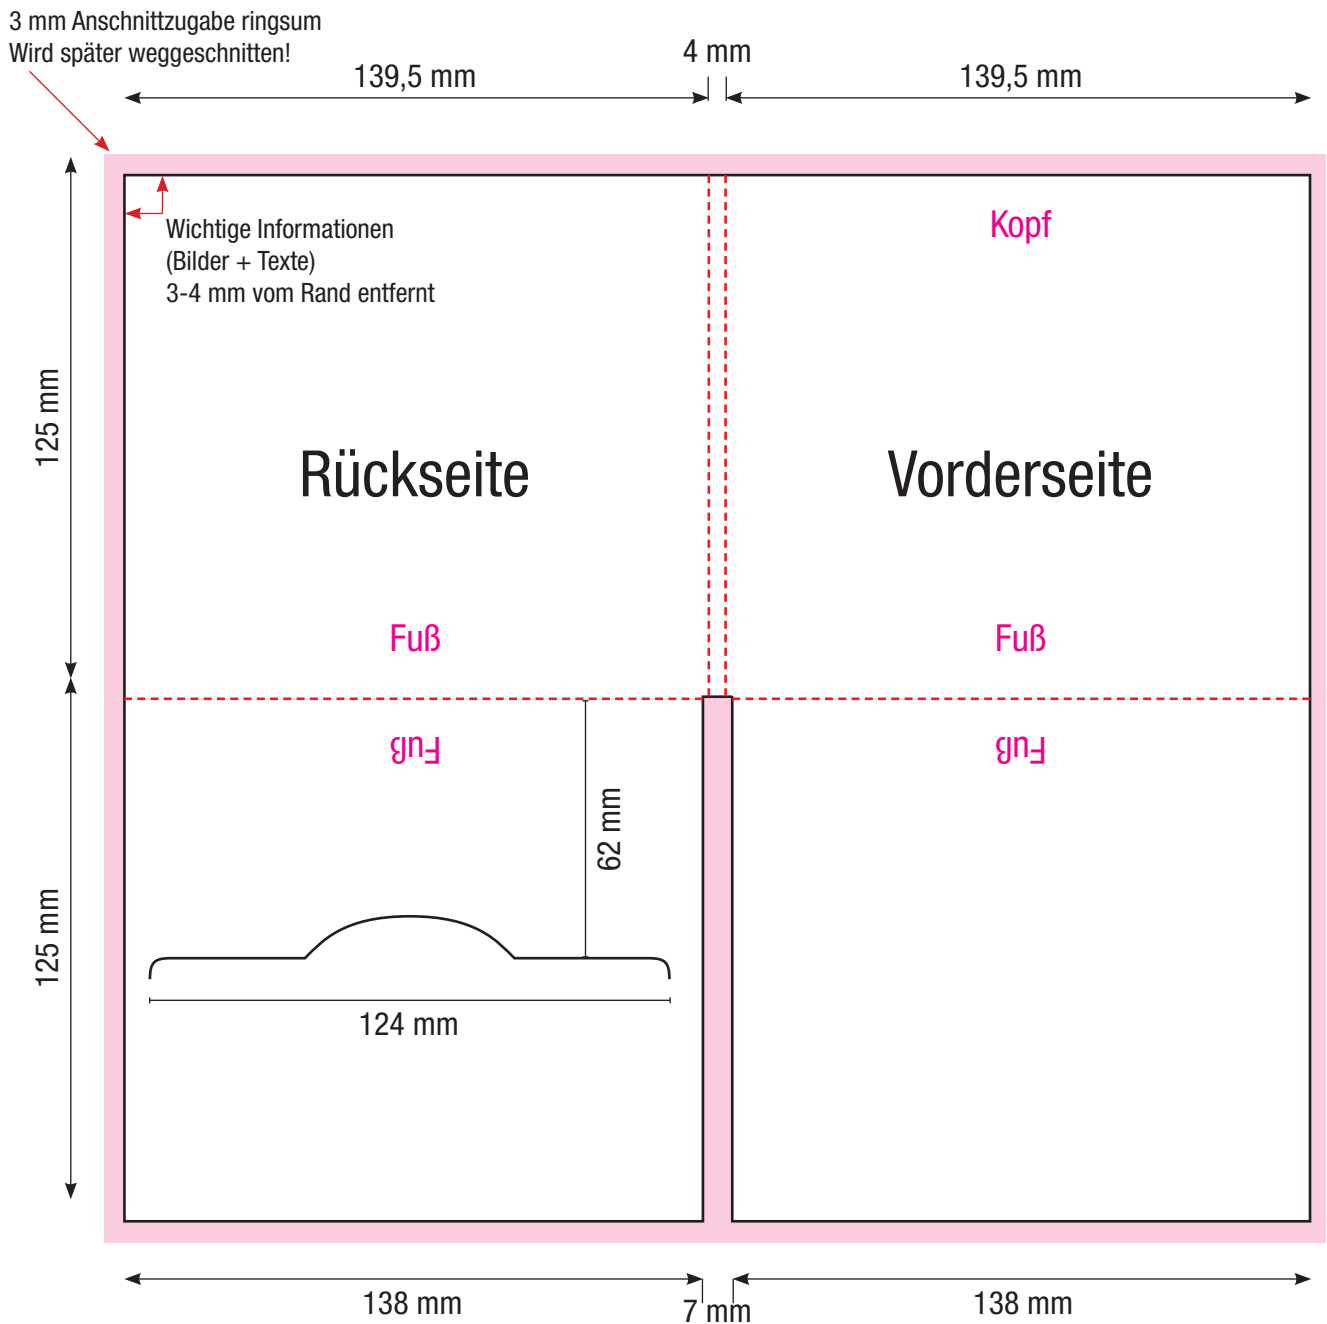 3 mm Anschnittzugabe ringsum
Wird später weggeschnitten!
139,5 mm
4 mm
139,5 mm
Wichtige Informationen
(Bilder + Texte)
3-4 mm vom Rand entfernt
Kopf
125 mm
Rückseite
Vorderseite
Fuß
Fuß
Fuß
Fuß
62 mm
125 mm
124 mm
138 mm
7 mm
138 mm